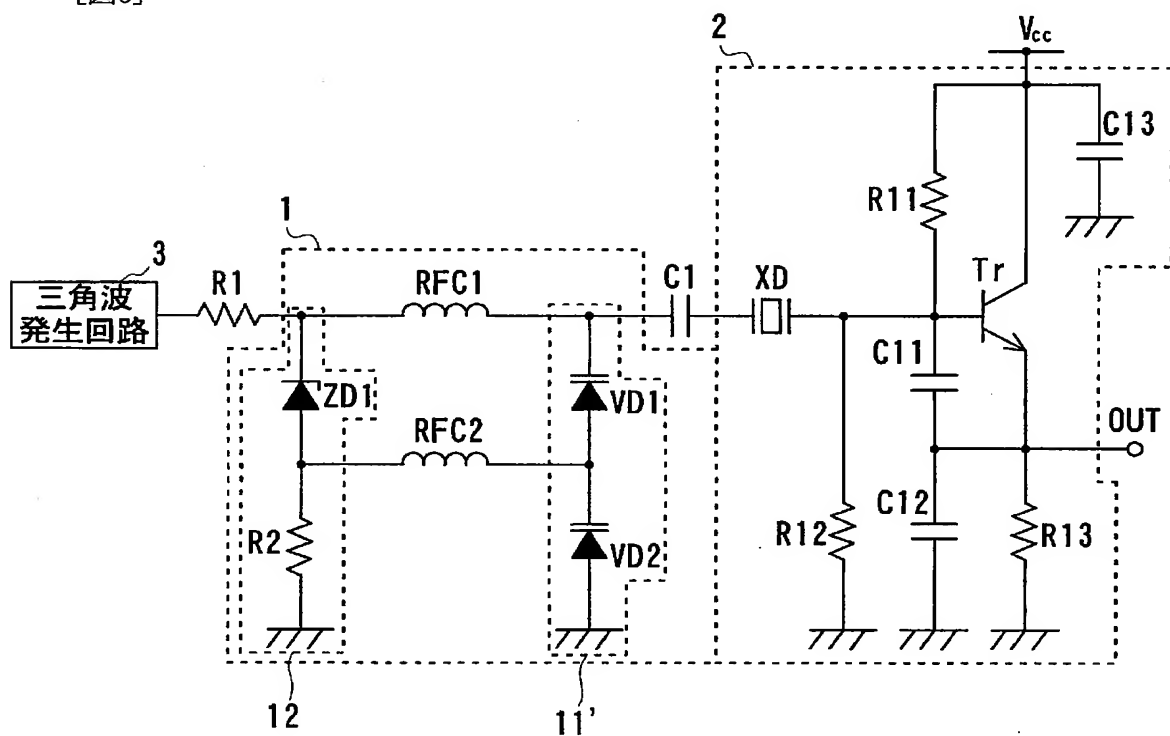 2
Vcc
C13
R11
1
3
三角波
発生回路
R1
RFC1
C1
XD
Tr
ZD1
VD1
C11
RFC2
OUT
R2
VD2
R12
C12
R13
12
11'